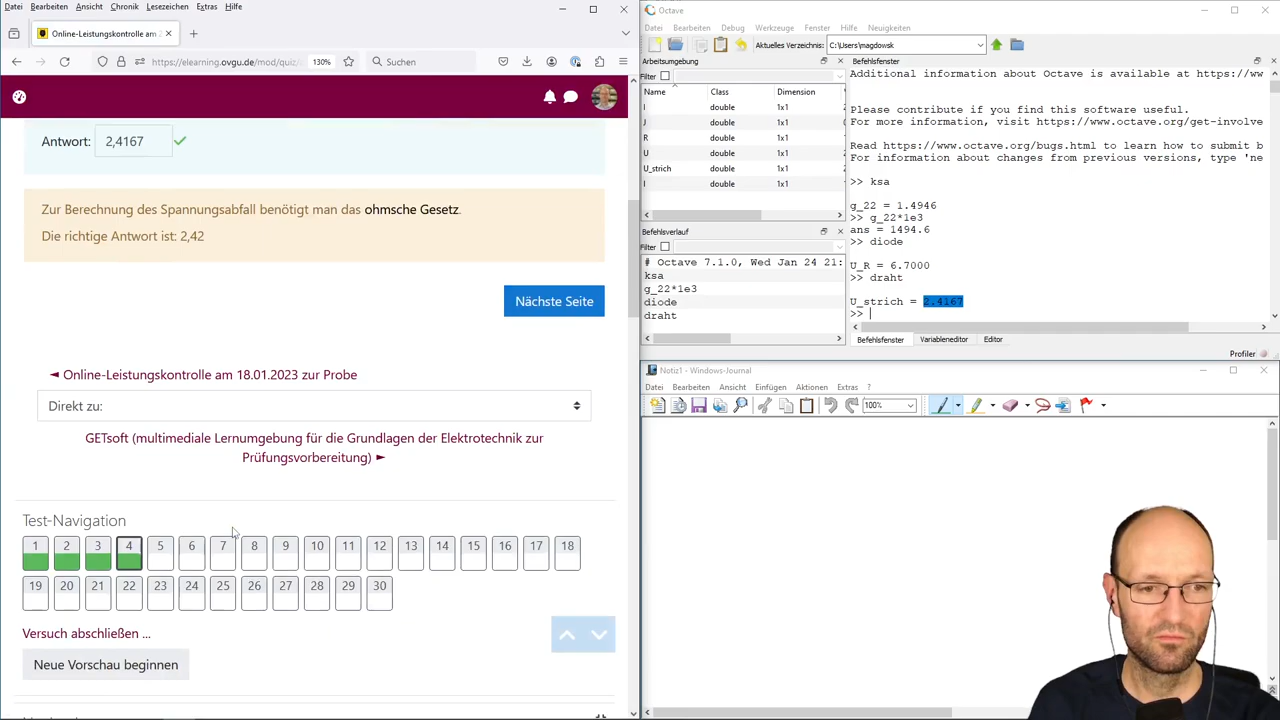 Datei Bearbeiten Ansicht Chronik Lesezeichen Extras Hilfe
Online-Leistungskontrolle am 18.
https://elearning.ovgu.de/mod/quiz/
130%
Suchen
Antwort: 2,4167
Zur Berechnung des Spannungsabfall benötigt man das ohmsche Gesetz.
Die richtige Antwort ist: 2,42
Nächste Seite
◄ Online-Leistungskontrolle am 18.01.2023 zur Probe
Direkt zu:
GETsoft (multimediale Lernumgebung für die Grundlagen der Elektrotechnik zur
Prüfungsvorbereitung) ►
Test-Navigation
1 2 3 4 5 6 7 8 9 10 11 12 13 14 15 16 17 18
19 20 21 22 23 24 25 26 27 28 29 30
Versuch abschließen ...
Neue Vorschau beginnen
Octave
Datei Bearbeiten Debug Werkzeuge Fenster Hilfe Neuigkeiten
Aktuelles Verzeichnis: C:\Users\magdowsk
Arbeitsumgebung
Filter
Name Class Dimension
I double 1x1
J double 1x1
R double 1x1
U double 1x1
U_strich double 1x1
double 1x1
Befehlsverlauf
Filter
# Octave 7.1.0, Wed Jan 24 21:
ksa
g_22*1e3
diode
draht
Befehlsfenster
Additional information about Octave is available at https://ww
Please contribute if you find this software useful.
For more information, visit https://www.octave.org/get-involve
Read https://www.octave.org/bugs.html to learn how to submit b
For information about changes from previous versions, type 'ne
>> ksa
g_22 = 1.4946
>> g_22*1e3
ans = 1494.6
>> diode
U_R = 6.7000
>> draht
U_strich = 2.4167
>>
Befehlsfenster Variableneditor Editor
Profiler
Notiz1 - Windows-Journal
Datei Bearbeiten Ansicht Einfügen Aktionen Extras ?
100%